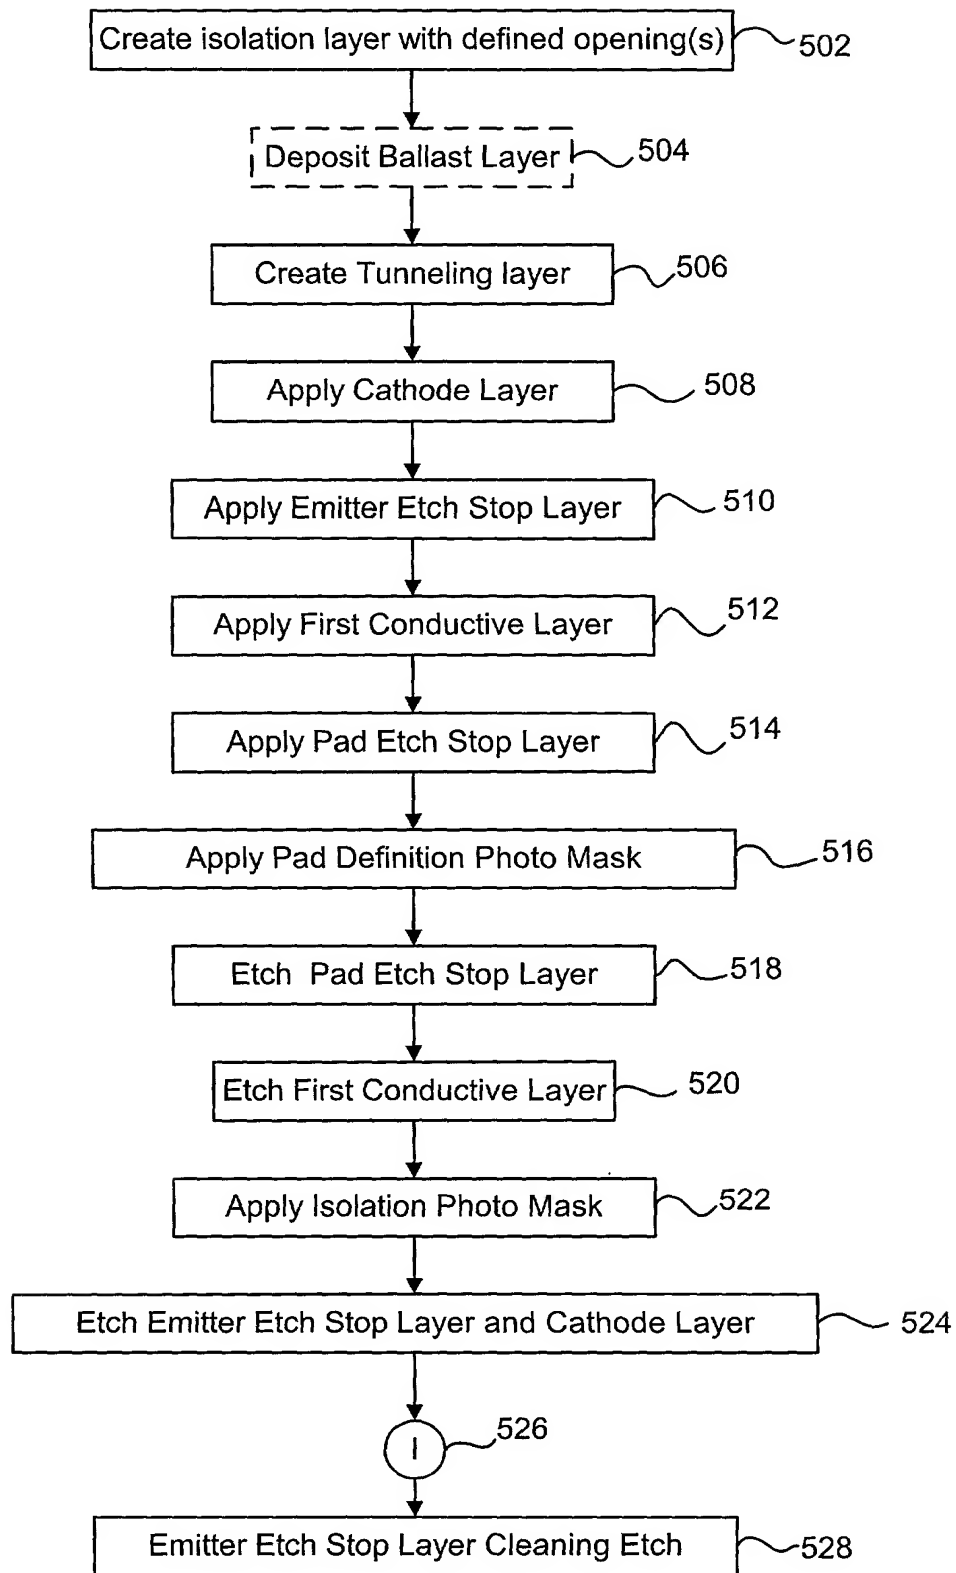 Create isolation layer with defined opening(s) 502
Deposit Ballast Layer 504
Create Tunneling layer 506
Apply Cathode Layer 508
Apply Emitter Etch Stop Layer 510
Apply First Conductive Layer 512
Apply Pad Etch Stop Layer 514
Apply Pad Definition Photo Mask 516
Etch Pad Etch Stop Layer 518
Etch First Conductive Layer 520
Apply Isolation Photo Mask 522
Etch Emitter Etch Stop Layer and Cathode Layer 524
I 526
Emitter Etch Stop Layer Cleaning Etch 528